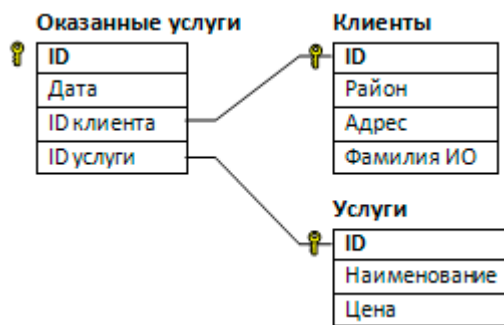 Оказанные услуги
ID
Дата
ID клиента
ID услуги
Клиенты
ID
Район
Адрес
Фамилия ИО
Услуги
ID
Наименование
Цена